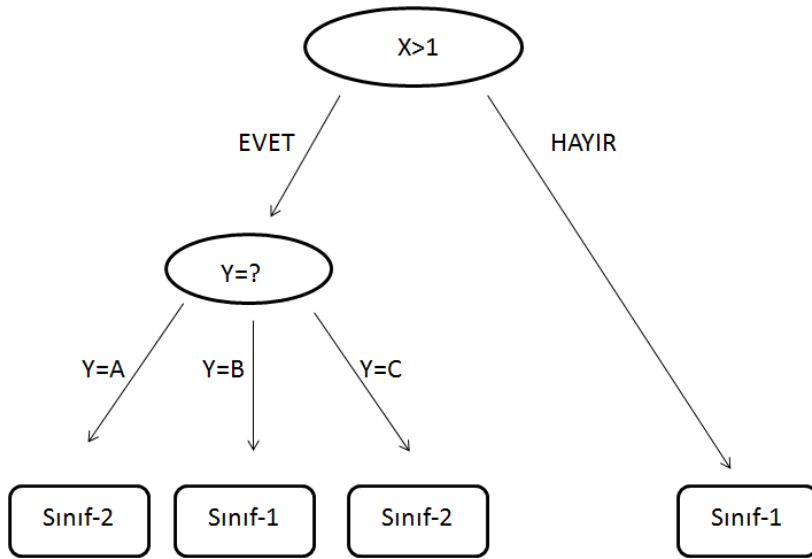 X>1
EVET
HAYIR
Y=?
Y=A
Y=B
Y=C
Sınıf-2
Sınıf-1
Sınıf-2
Sınıf-1